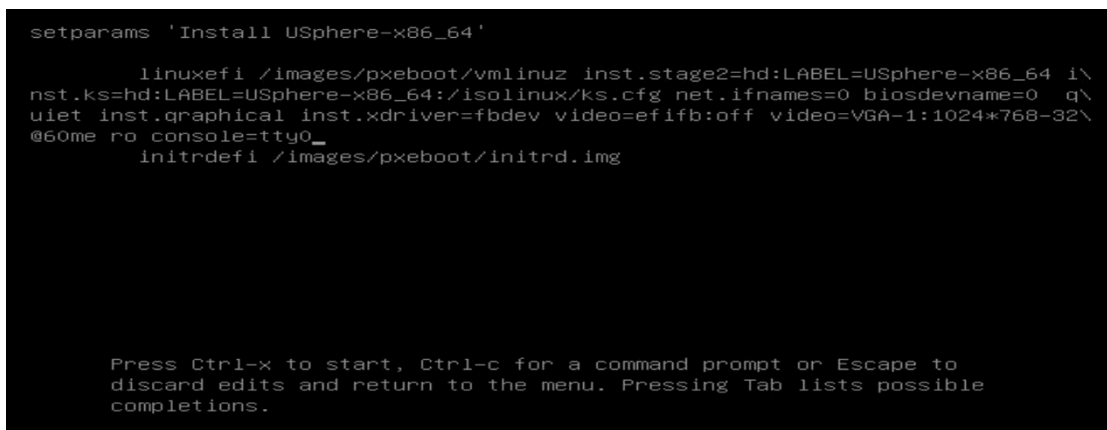 setparams 'Install USphere-x86_64'
linuxefi /images/pxeboot/vmlinuz inst.stage2=hd:LABEL=USphere-x86_64 i\
nst.ks=hd:LABEL=USphere-x86_64:/isolinux/ks.cfg net.ifnames=0 biosdevname=0  q\
uiet inst.graphical inst.xdriver=fbdev video=efifb:off video=VGA-1:1024*768-32\
@60me ro console=tty0_
initrdefi /images/pxeboot/initrd.img
Press Ctrl-x to start, Ctrl-c for a command prompt or Escape to
discard edits and return to the menu. Pressing Tab lists possible
completions.